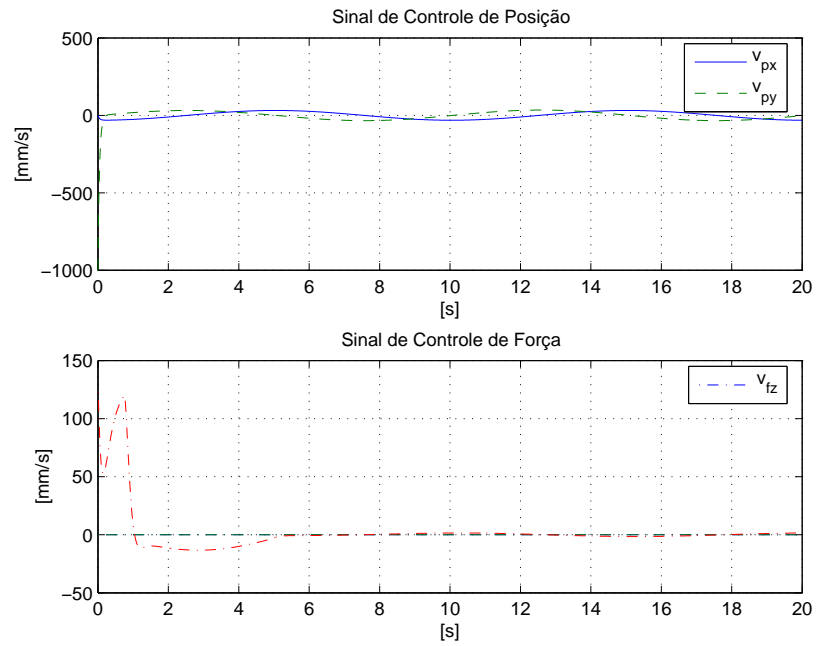 Sinal de Controle de Posição
500
0
−500
−1000
[mm/s]
v_px
v_py
0 2 4 6 8 10 12 14 16 18 20
[s]
Sinal de Controle de Força
150
100
50
0
−50
[mm/s]
v_fz
0 2 4 6 8 10 12 14 16 18 20
[s]